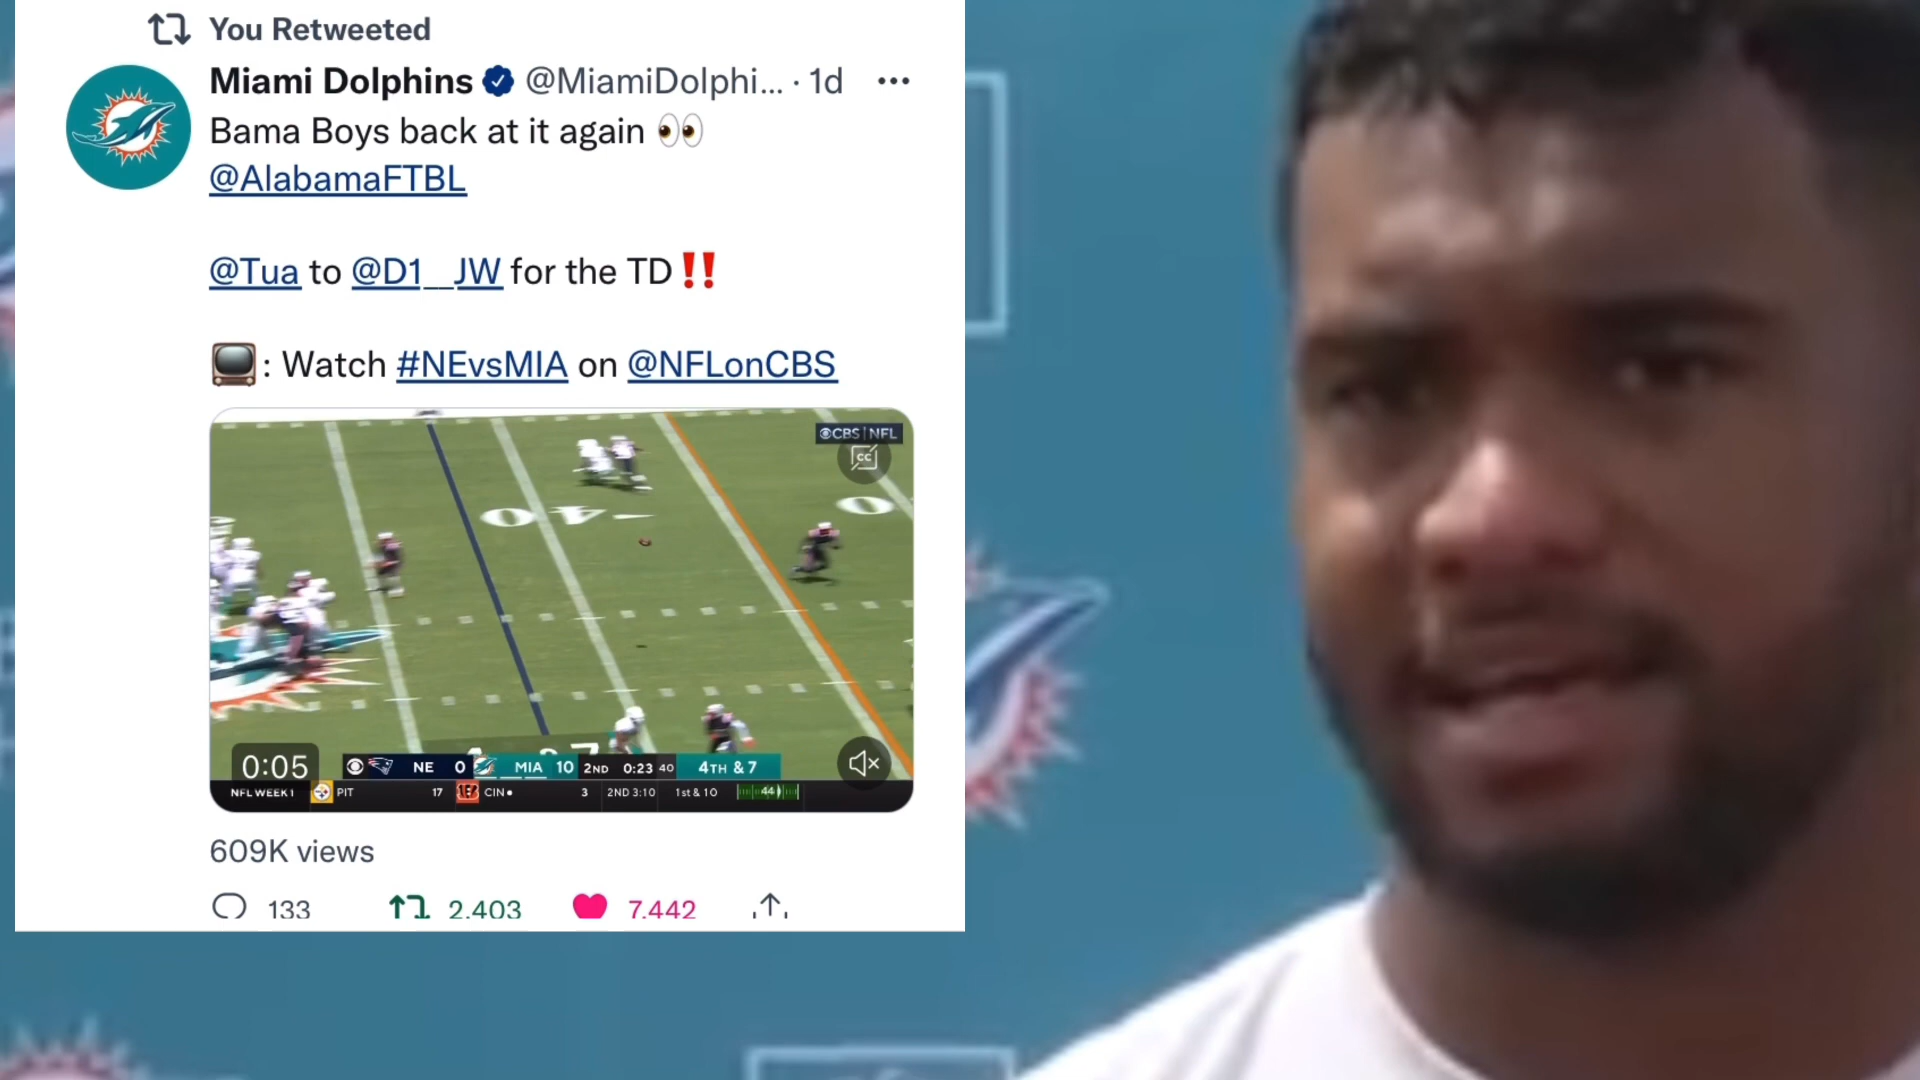 You Retweeted
Miami Dolphins @MiamiDolphi... · 1d
Bama Boys back at it again 👀
@AlabamaFTBL
@Tua to @D1__JW for the TD‼️
📺: Watch #NEvsMIA on @NFLonCBS
CBS | NFL
CC
40
0
0:05
NE 0 MIA 10 2ND 0:23 40 4TH & 7
NFL WEEK 1 PIT 17 CIN 3 2ND 3:10 1st & 10 44
609K views
133 2,403 7,442